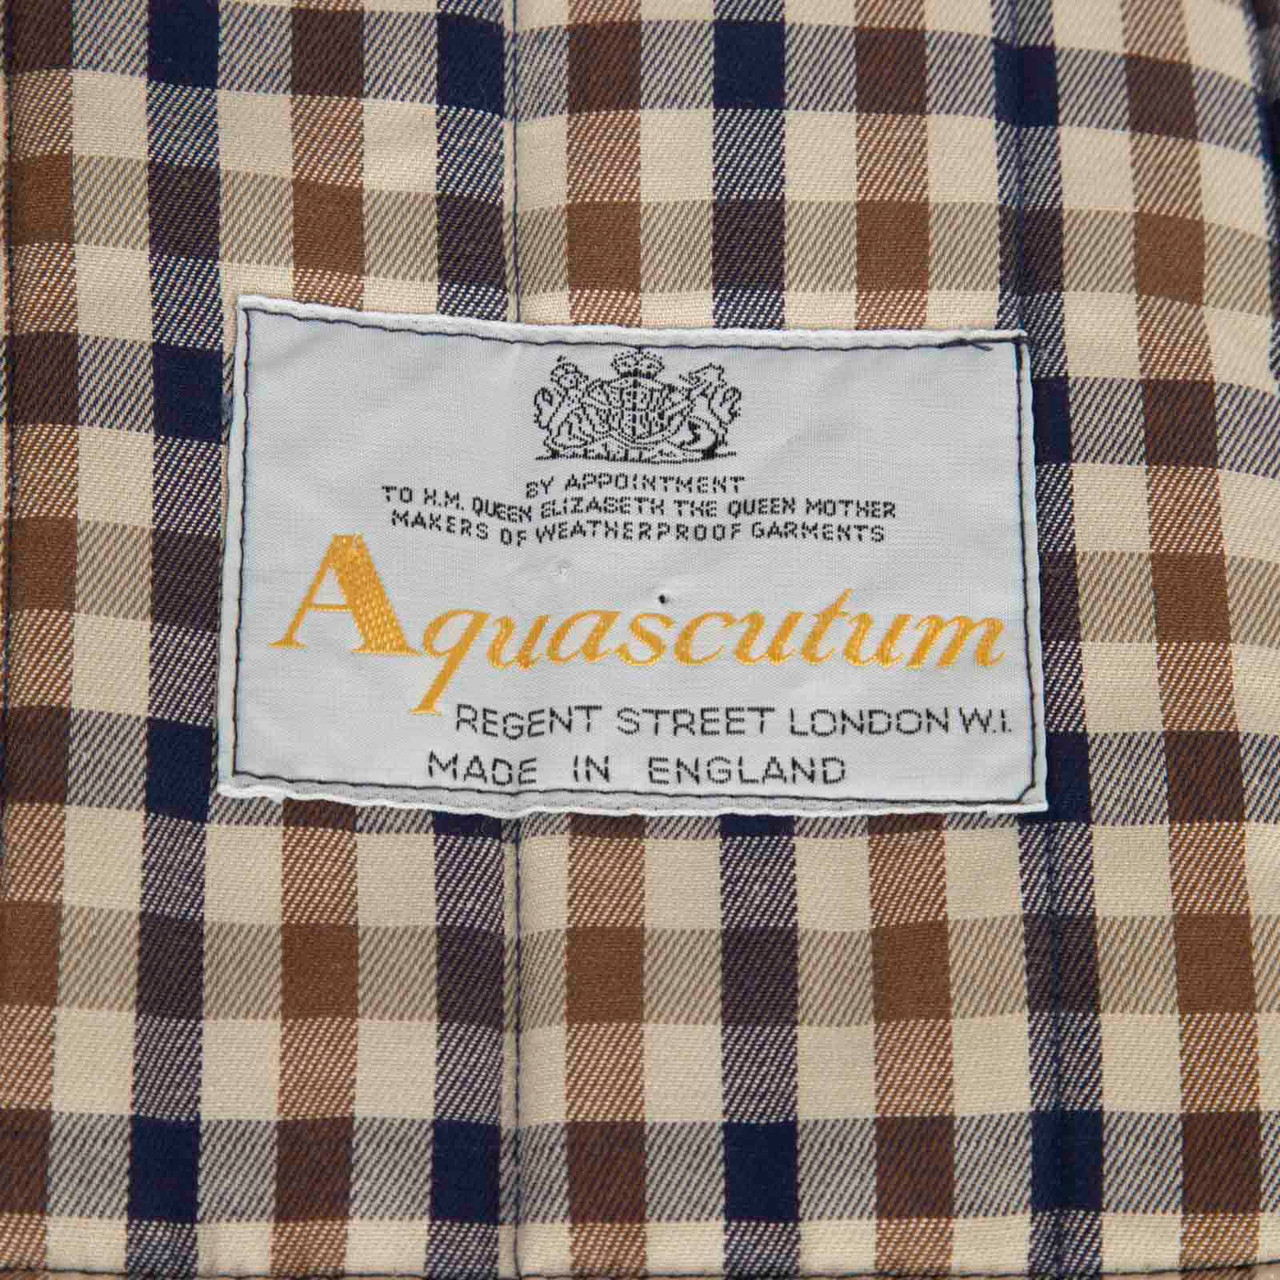 BY APPOINTMENT
TO H.M. QUEEN ELIZABETH THE QUEEN MOTHER
MAKERS OF WEATHERPROOF GARMENTS
Aquascutum
REGENT STREET LONDON W.I.
MADE IN ENGLAND